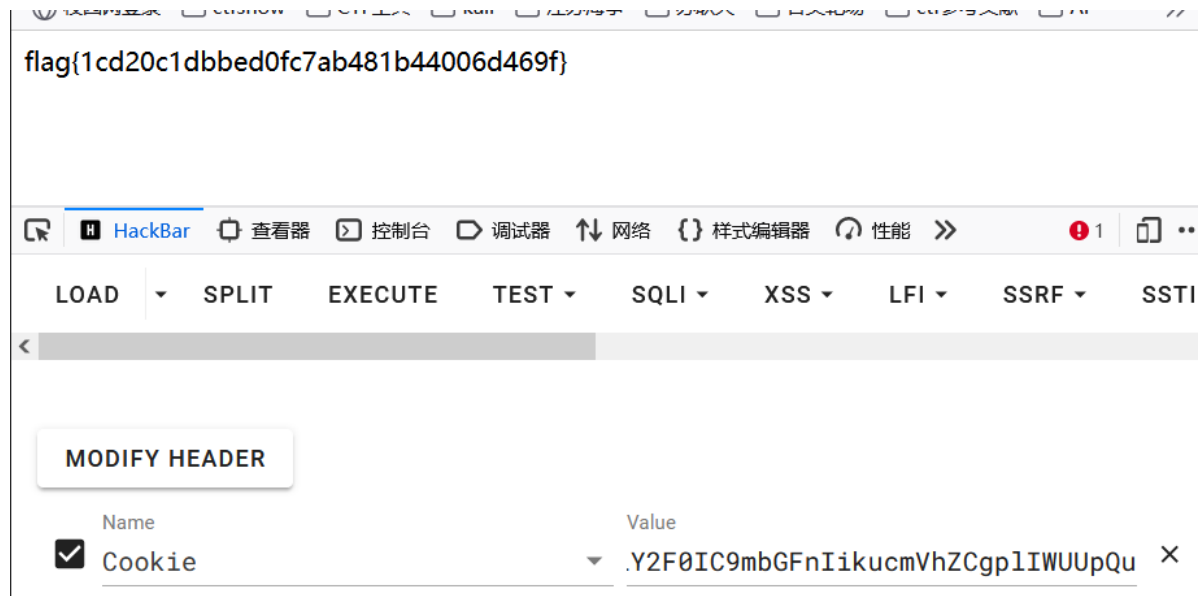 flag{1cd20c1dbbed0fc7ab481b44006d469f}
HackBar 查看器 控制台 调试器 网络 样式编辑器 性能 1
LOAD SPLIT EXECUTE TEST SQLI XSS LFI SSRF SSTI
MODIFY HEADER
Name Value
Cookie .Y2F0IC9mbGFnIikucmVhZCgplIWUUpQu